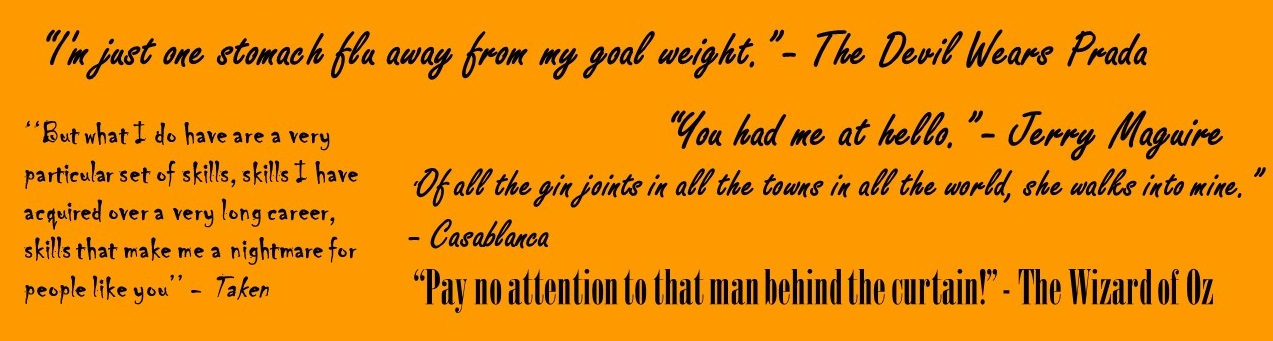 “I'm just one stomach flu away from my goal weight.” – The Devil Wears Prada
‘‘But what I do have are a very
particular set of skills, skills I have
acquired over a very long career,
skills that make me a nightmare for
people like you’’ – Taken
“You had me at hello.” – Jerry Maguire
“Of all the gin joints in all the towns in all the world, she walks into mine.”
– Casablanca
“Pay no attention to that man behind the curtain!” - The Wizard of Oz